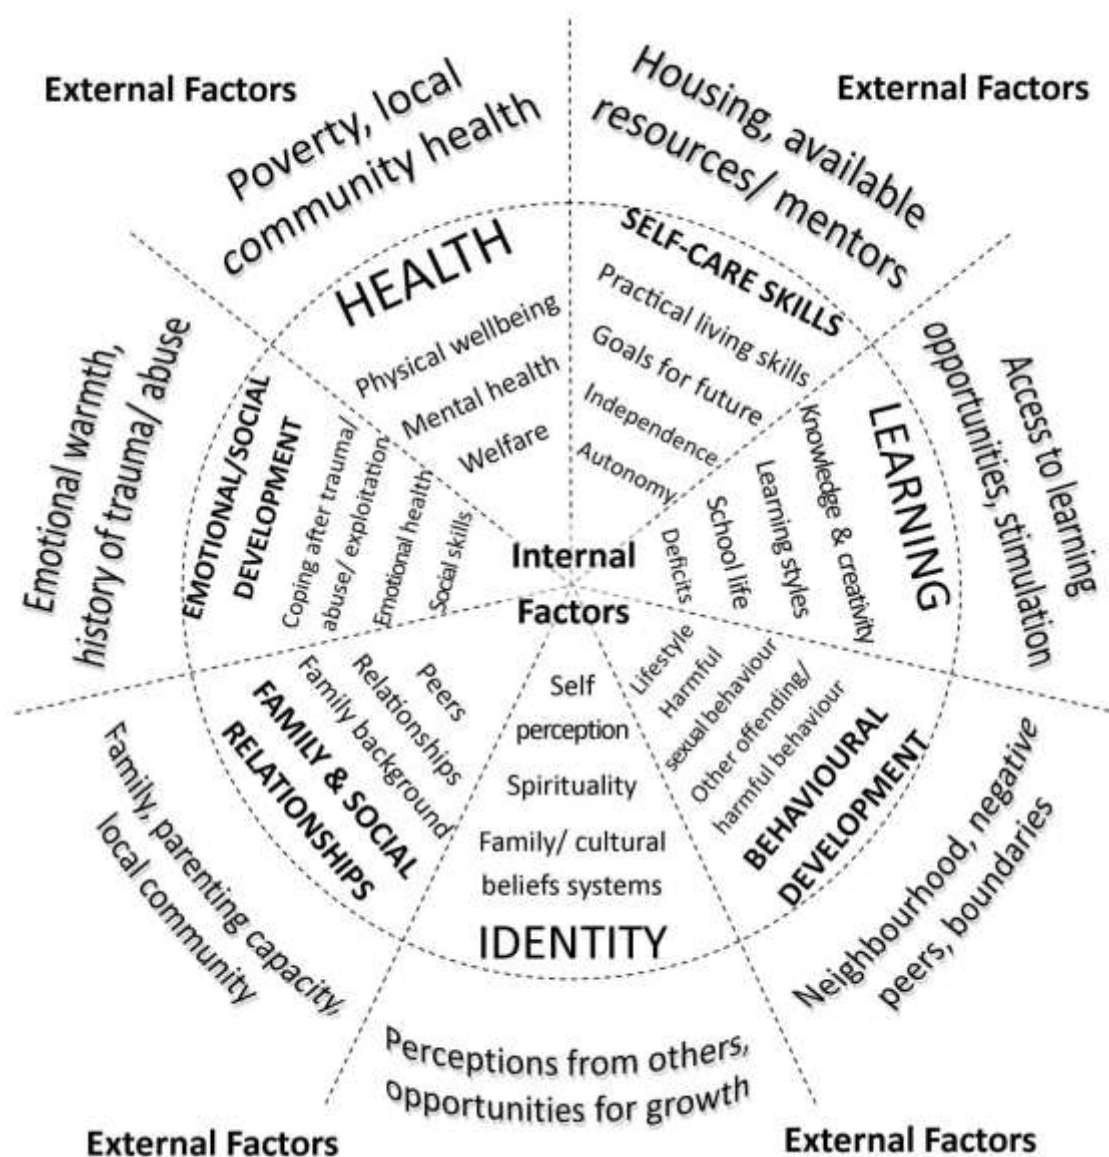 External Factors
External Factors
Poverty, local
community health
HEALTH
Physical wellbeing
Mental health
Welfare
Housing, available
resources/ mentors
SELF-CARE SKILLS
Practical living skills
Goals for future
Independence
Autonomy
Access to learning
opportunities, stimulation
LEARNING
Knowledge & creativity
Learning styles
School life
Deficits
Emotional warmth,
history of trauma/ abuse
EMOTIONAL/SOCIAL
DEVELOPMENT
Coping after trauma/
abuse/ exploitation
Emotional health
Social skills
Internal
Factors
Lifestyle
Harmful
sexual behaviour
Other offending/
harmful behaviour
BEHAVIOURAL
DEVELOPMENT
Neighbourhood, negative
peers, boundaries
Self
perception
Spirituality
Family/ cultural
beliefs systems
IDENTITY
Perceptions from others,
opportunities for growth
Peers
Relationships
Family background
FAMILY & SOCIAL
RELATIONSHIPS
Family, parenting capacity,
local community
External Factors
External Factors